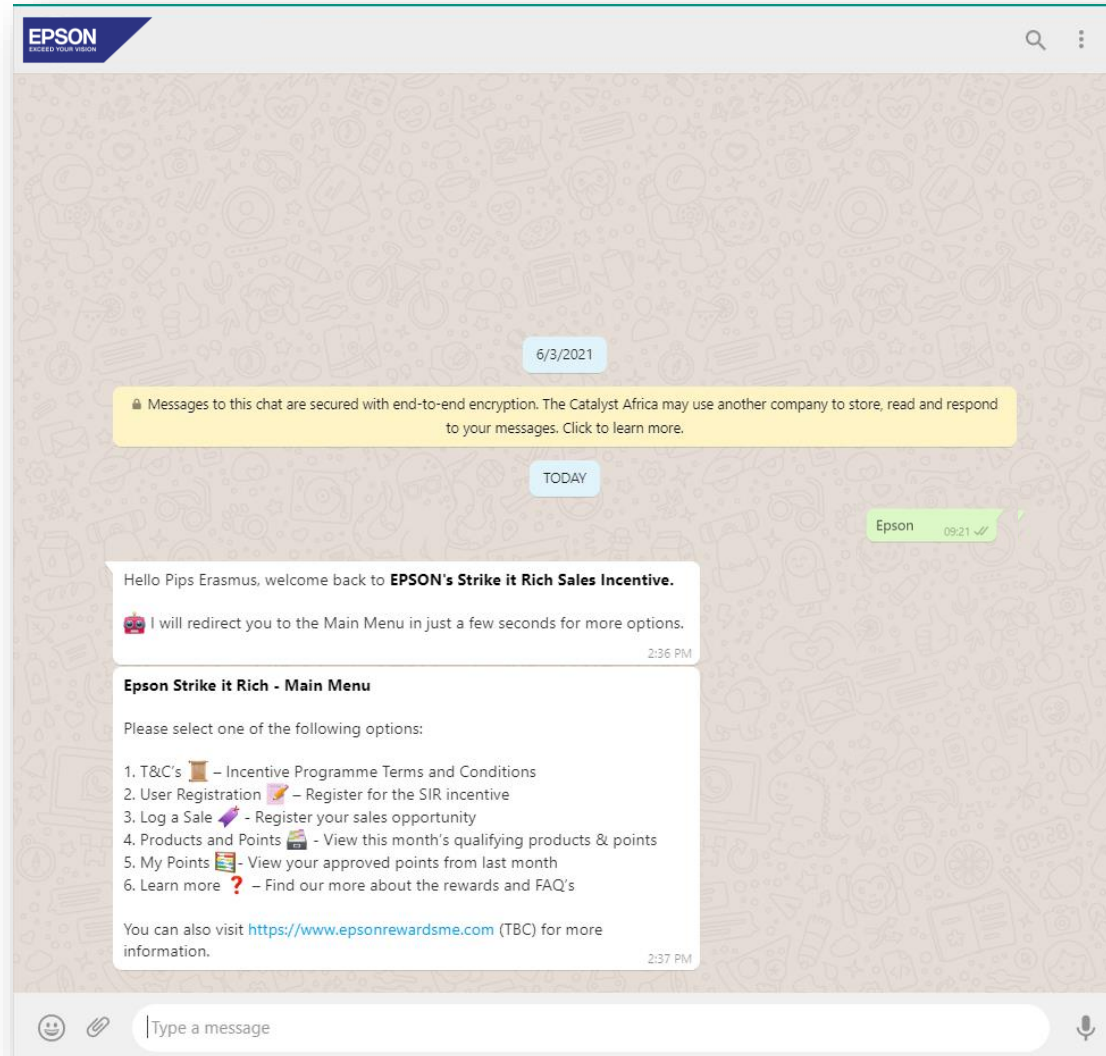 EPSON
EXCEED YOUR VISION
6/3/2021
Messages to this chat are secured with end-to-end encryption. The Catalyst Africa may use another company to store, read and respond
to your messages. Click to learn more.
TODAY
Epson 09:21
Hello Pips Erasmus, welcome back to EPSON's Strike it Rich Sales Incentive.
I will redirect you to the Main Menu in just a few seconds for more options.
2:36 PM
Epson Strike it Rich - Main Menu
Please select one of the following options:
1. T&C's 📜 – Incentive Programme Terms and Conditions
2. User Registration 📝 – Register for the SIR incentive
3. Log a Sale 🖍 - Register your sales opportunity
4. Products and Points 🗃 - View this month's qualifying products & points
5. My Points 🧮- View your approved points from last month
6. Learn more ❓ – Find our more about the rewards and FAQ's
You can also visit https://www.epsonrewardsme.com (TBC) for more
information.
2:37 PM
Type a message